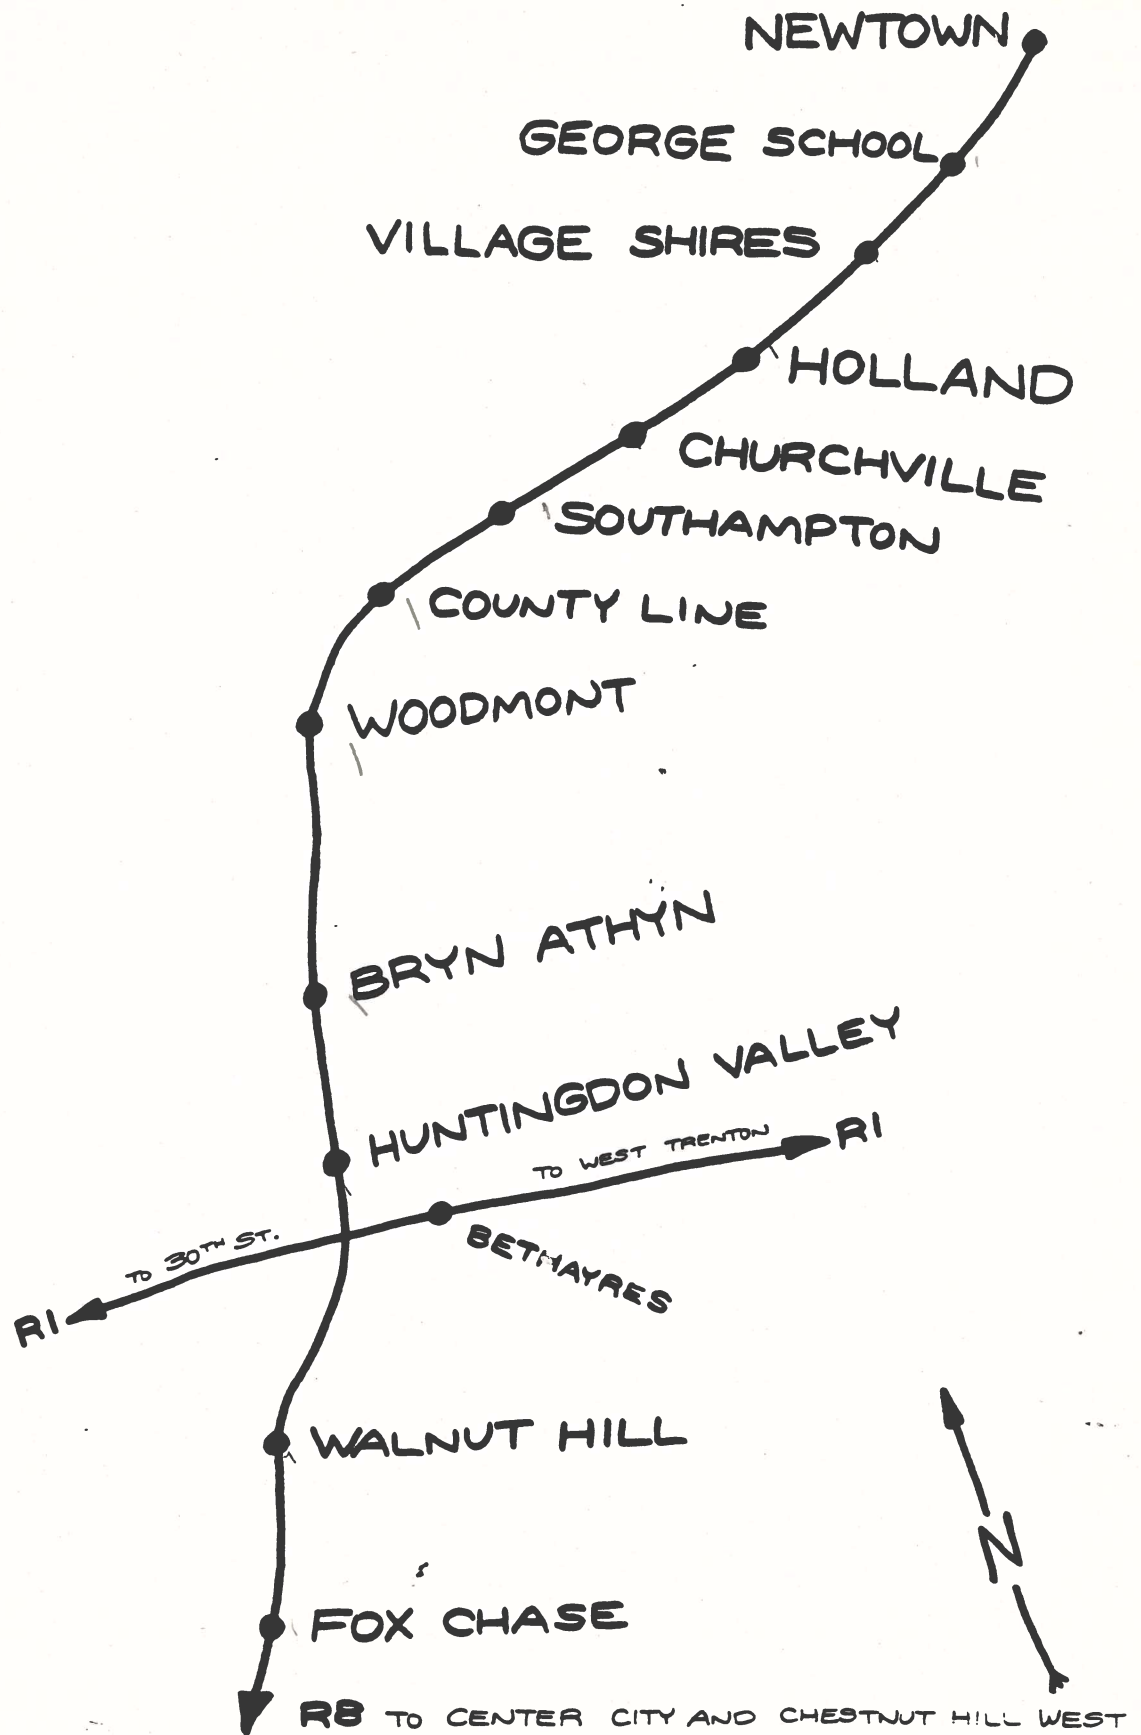 NEWTOWN
GEORGE SCHOOL
VILLAGE SHIRES
HOLLAND
CHURCHVILLE
SOUTHAMPTON
COUNTY LINE
WOODMONT
BRYN ATHYN
HUNTINGDON VALLEY
TO WEST TRENTON R1
BETHAYRES
TO 30TH ST.
R1
WALNUT HILL
N
FOX CHASE
R8 TO CENTER CITY AND CHESTNUT HILL WEST